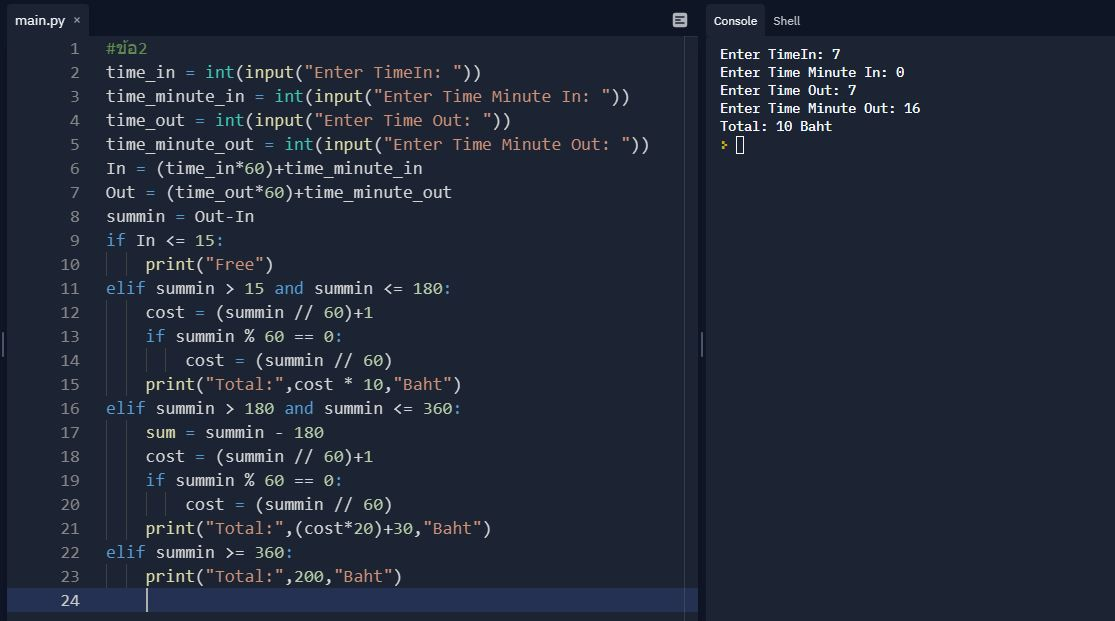 main.py ×
1 #ข้อ2
2 time_in = int(input("Enter TimeIn: "))
3 time_minute_in = int(input("Enter Time Minute In: "))
4 time_out = int(input("Enter Time Out: "))
5 time_minute_out = int(input("Enter Time Minute Out: "))
6 In = (time_in*60)+time_minute_in
7 Out = (time_out*60)+time_minute_out
8 summin = Out-In
9 if In <= 15:
10     print("Free")
11 elif summin > 15 and summin <= 180:
12     cost = (summin // 60)+1
13     if summin % 60 == 0:
14         cost = (summin // 60)
15     print("Total:",cost * 10,"Baht")
16 elif summin > 180 and summin <= 360:
17     sum = summin - 180
18     cost = (summin // 60)+1
19     if summin % 60 == 0:
20         cost = (summin // 60)
21     print("Total:",(cost*20)+30,"Baht")
22 elif summin >= 360:
23     print("Total:",200,"Baht")
24
Console Shell
Enter TimeIn: 7
Enter Time Minute In: 0
Enter Time Out: 7
Enter Time Minute Out: 16
Total: 10 Baht